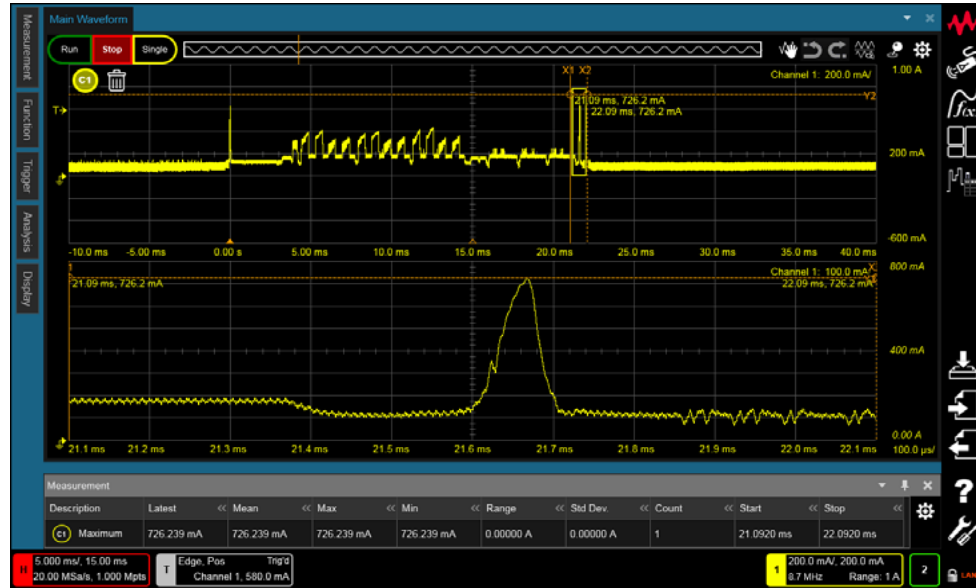 Main Waveform
Run Stop Single
C1
Channel 1: 200.0 mA/ 1.00 A
X1 X2
Y2
T
21.09 ms, 726.2 mA
22.09 ms, 726.2 mA
200 mA
-600 mA
-10.0 ms -5.00 ms 0.00 s 5.00 ms 10.0 ms 15.0 ms 20.0 ms 25.0 ms 30.0 ms 35.0 ms 40.0 ms
Channel 1: 100.0 mA/
800 mA
21.09 ms, 726.2 mA
22.09 ms, 726.2 mA
400 mA
0.00 A
21.1 ms 21.2 ms 21.3 ms 21.4 ms 21.5 ms 21.6 ms 21.7 ms 21.8 ms 21.9 ms 22.0 ms 22.1 ms 100.0 µs/
Measurement
Function
Trigger
Analysis
Display
f(x)
Measurement
Description Latest << Mean << Max << Min << Range << Std Dev. << Count << Start << Stop <<
C1 Maximum 726.239 mA 726.239 mA 726.239 mA 726.239 mA 0.00000 A 0.00000 A 1 21.0920 ms 22.0920 ms
?
H 5.000 ms/, 15.00 ms
20.00 MSa/s, 1.000 Mpts
T Edge, Pos Trig'd
Channel 1, 580.0 mA
1 200.0 mA/, 200.0 mA
8.7 MHz Range: 1 A
2
LAN